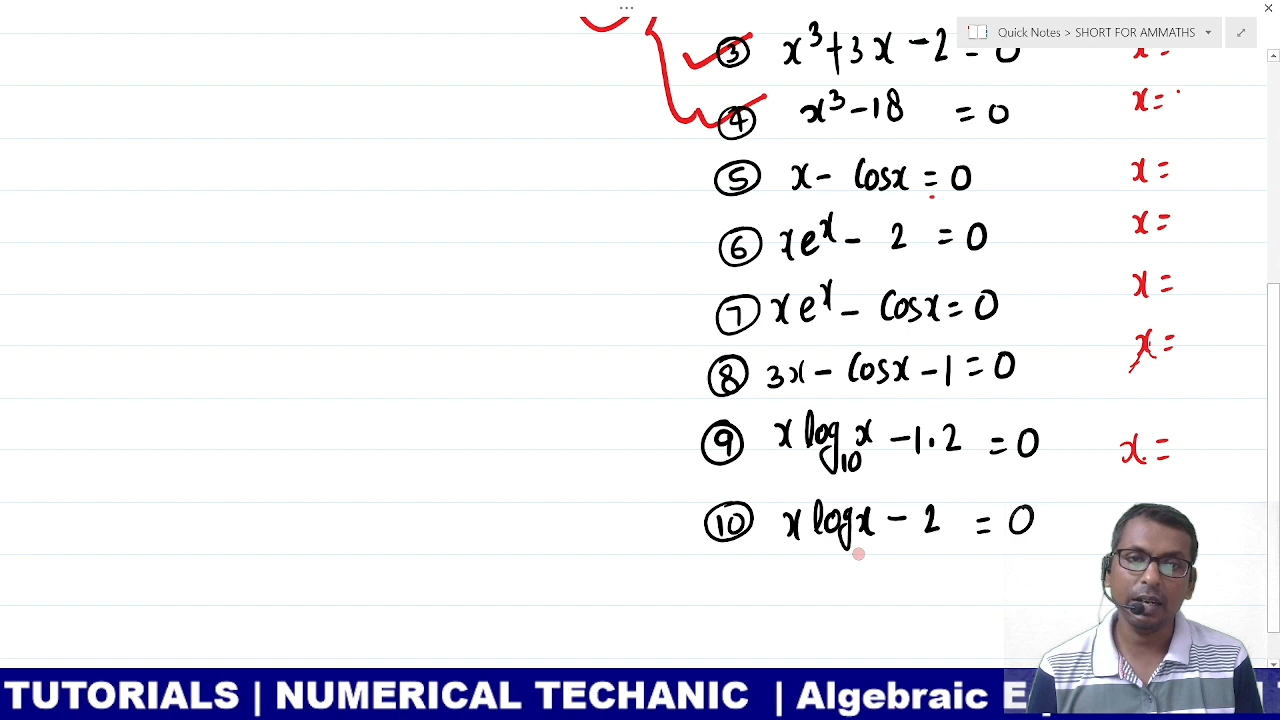 Quick Notes > SHORT FOR AMMATHS
③ x³+3x-2=0 x=
④ x³-18 =0 x=
⑤ x- Cosx=0 x=
⑥ xeˣ- 2 =0 x=
⑦ xeˣ- Cosx=0 x=
⑧ 3x- Cosx-1=0 x=
⑨ x log₁₀x -1.2 =0 x=
⑩ x logx - 2 =0
TUTORIALS | NUMERICAL TECHANIC | Algebraic